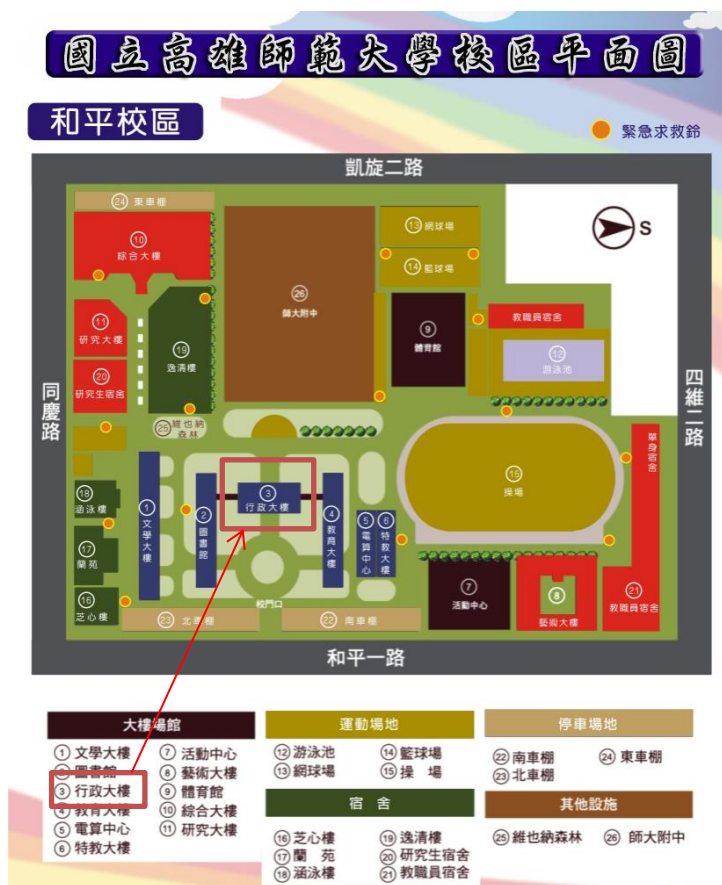 國立高雄師範大學校區平面圖
和平校區
緊急求救鈴
凱旋二路
同慶路
四維二路
和平一路
S
㉔ 東車棚
⑩
綜合大樓
⑪
研究大樓
⑳
研究生宿舍
⑲
逸清樓
㉕ 維也納
森林
㉖
師大附中
⑬ 網球場
⑭ 籃球場
⑨
體育館
教職員宿舍
⑫
游泳池
單身宿舍
⑮
操場
⑱
涵泳樓
⑰
蘭苑
⑯
芝心樓
① 文學大樓
② 圖書館
③
行政大樓
④ 教育大樓
⑤ 電算中心
⑥ 特教大樓
⑦
活動中心
⑧
藝術大樓
㉑
教職員宿舍
校門口
㉓ 北車棚
㉒ 南車棚
大樓場館
① 文學大樓
圖書館
③ 行政大樓
④ 教育大樓
⑤ 電算中心
⑥ 特教大樓
⑦ 活動中心
⑧ 藝術大樓
⑨ 體育館
⑩ 綜合大樓
⑪ 研究大樓
運動場地
⑫ 游泳池
⑬ 網球場
⑭ 籃球場
⑮ 操 場
宿 舍
⑯ 芝心樓
⑰ 蘭 苑
⑱ 涵泳樓
⑲ 逸清樓
⑳ 研究生宿舍
㉑ 教職員宿舍
停車場地
㉒ 南車棚
㉓ 北車棚
㉔ 東車棚
其他設施
㉕ 維也納森林
㉖ 師大附中